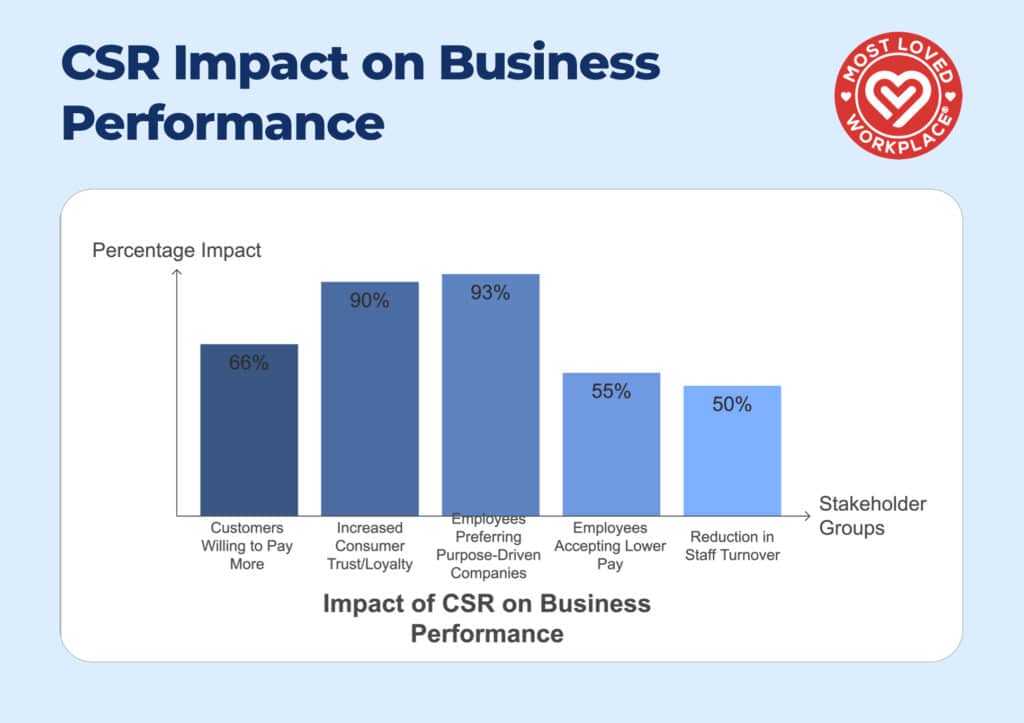 CSR Impact on Business
Performance
MOST LOVED
WORKPLACE®
Percentage Impact
66%
90%
93%
55%
50%
Customers
Willing to Pay
More
Increased
Consumer
Trust/Loyalty
Employees
Preferring
Purpose-Driven
Companies
Employees
Accepting Lower
Pay
Reduction in
Staff Turnover
Stakeholder
Groups
Impact of CSR on Business
Performance